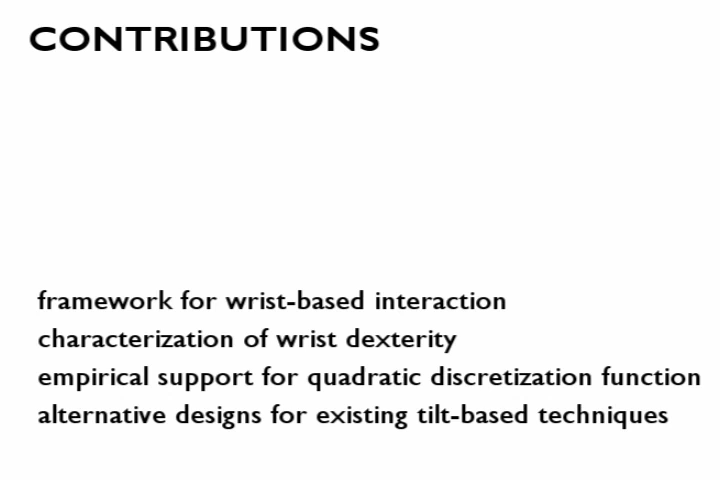 CONTRIBUTIONS
framework for wrist-based interaction
characterization of wrist dexterity
empirical support for quadratic discretization function
alternative designs for existing tilt-based techniques